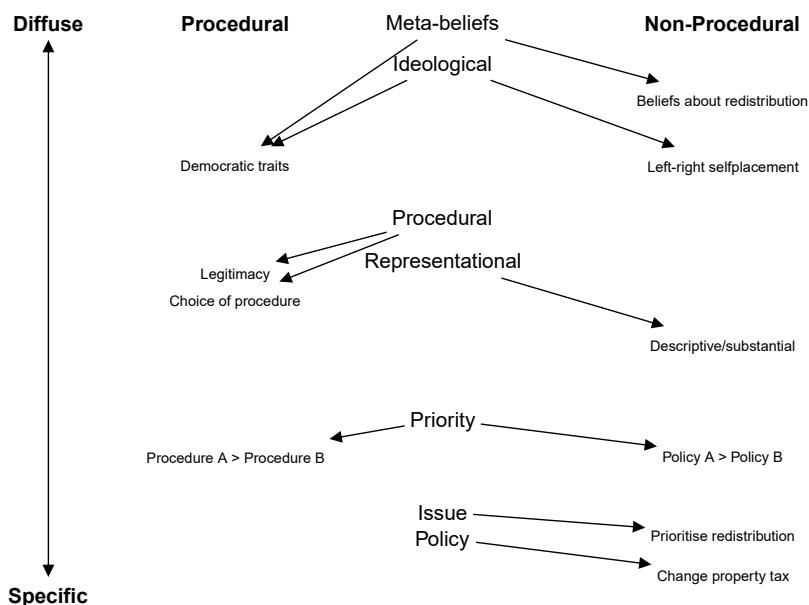 Diffuse
Procedural
Meta-beliefs
Non-Procedural
Ideological
Beliefs about redistribution
Democratic traits
Left-right selfplacement
Procedural
Representational
Legitimacy
Choice of procedure
Descriptive/substantial
Priority
Procedure A > Procedure B
Policy A > Policy B
Issue
Prioritise redistribution
Policy
Change property tax
Specific